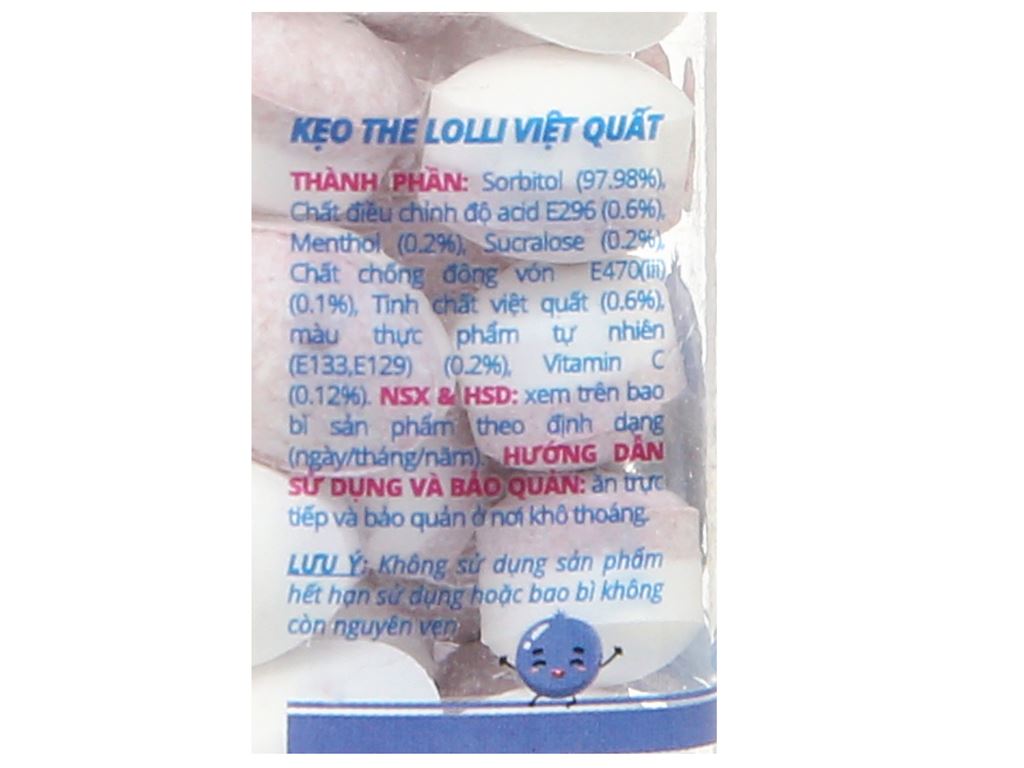 KẸO THE LOLLI VIỆT QUẤT
THÀNH PHẦN: Sorbitol (97.98%),
Chất điều chỉnh độ acid E296 (0.6%),
Menthol (0.2%), Sucralose (0.2%),
Chất chống đông vón E470(iii)
(0.1%), Tinh chất việt quất (0.6%),
màu thực phẩm tự nhiên
(E133,E129) (0.2%), Vitamin C
(0.12%). NSX & HSD: xem trên bao
bì sản phẩm theo định dạng
(ngày/tháng/năm). HƯỚNG DẪN
SỬ DỤNG VÀ BẢO QUẢN: ăn trực
tiếp và bảo quản ở nơi khô thoáng.
LƯU Ý: Không sử dụng sản phẩm
hết hạn sử dụng hoặc bao bì không
còn nguyên vẹn